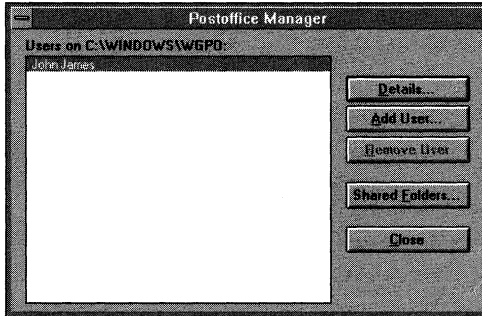 Postoffice Manager
Users on C:\WINDOWS\WGPO:
John James
Details...
Add User...
Remove User
Shared Folders...
Close